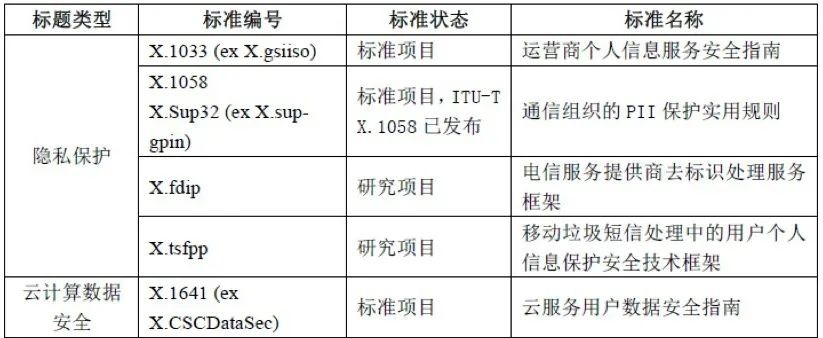 标题类型 标准编号 标准状态 标准名称
隐私保护
X.1033 (ex X.gsiiso) 标准项目 运营商个人信息服务安全指南
X.1058
X.Sup32 (ex X.sup-
gpin)
标准项目，ITU-T
X.1058 已发布
通信组织的 PII 保护实用规则
X.fdip 研究项目
电信服务提供商去标识处理服务
框架
X.tsfpp 研究项目
移动垃圾短信处理中的用户个人
信息保护安全技术框架
云计算数据
安全
X.1641 (ex
X.CSCDataSec)
标准项目 云服务用户数据安全指南